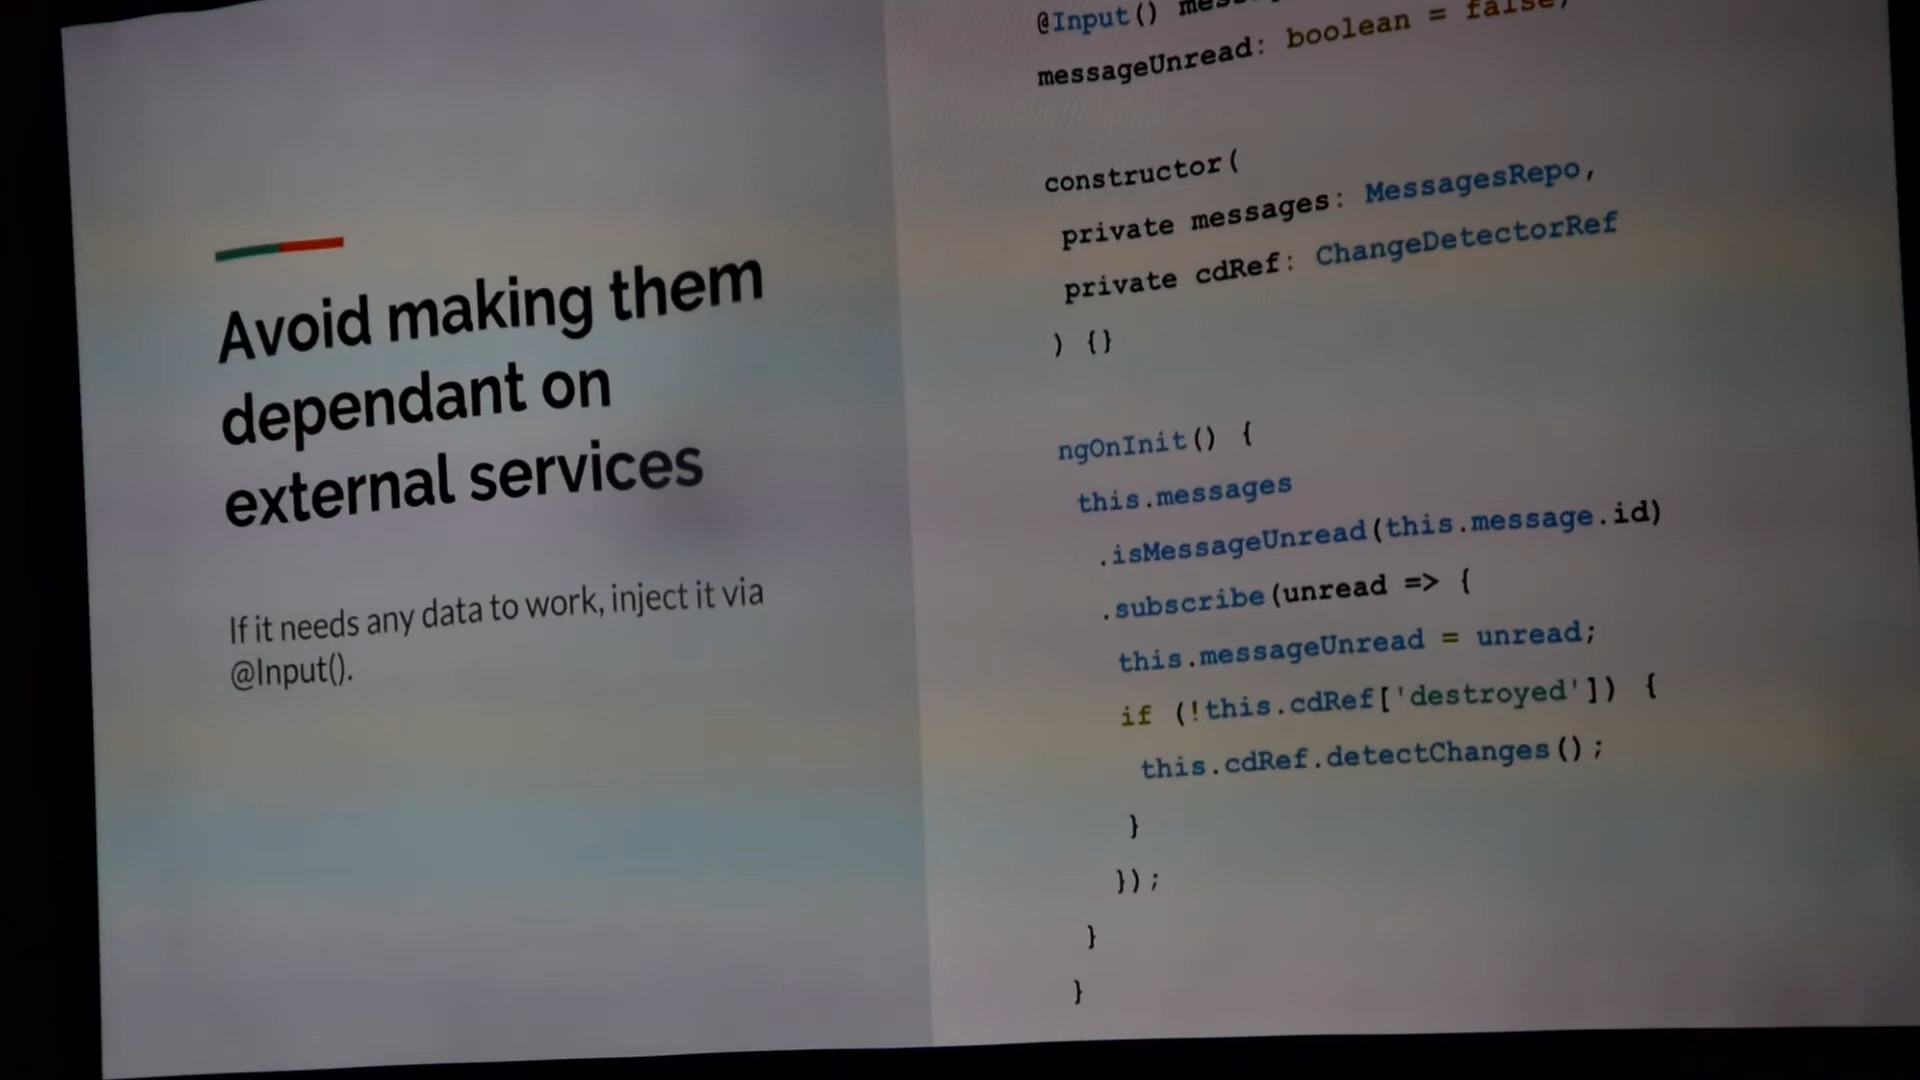 Avoid making them
dependant on
external services
If it needs any data to work, inject it via
@Input().
@Input()
messageUnread: boolean = false;
constructor(
private messages: MessagesRepo,
private cdRef: ChangeDetectorRef
) {}
ngOnInit() {
this.messages
.isMessageUnread(this.message.id)
.subscribe(unread => {
this.messageUnread = unread;
if (!this.cdRef['destroyed']) {
this.cdRef.detectChanges();
}
});
}
}